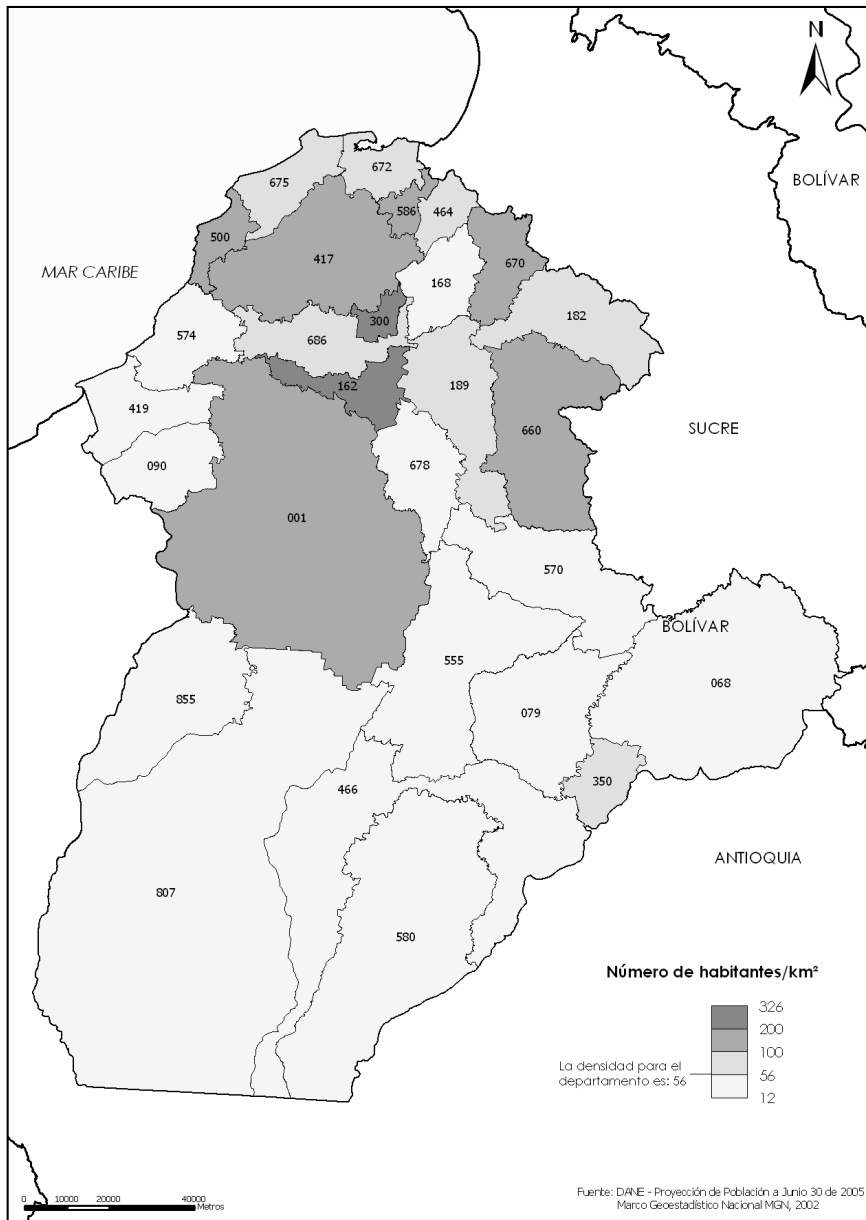 N
BOLÍVAR
672
675
586
464
500
417
670
MAR CARIBE
168
182
300
574
686
162
189
419
SUCRE
660
090
678
001
570
BOLÍVAR
555
068
855
079
350
466
ANTIOQUIA
807
580
Número de habitantes/km²
326
200
100
La densidad para el
departamento es: 56
56
12
0 10000 20000 40000
Metros
Fuente: DANE - Proyección de Población a Junio 30 de 2005
Marco Geoestadístico Nacional MGN, 2002